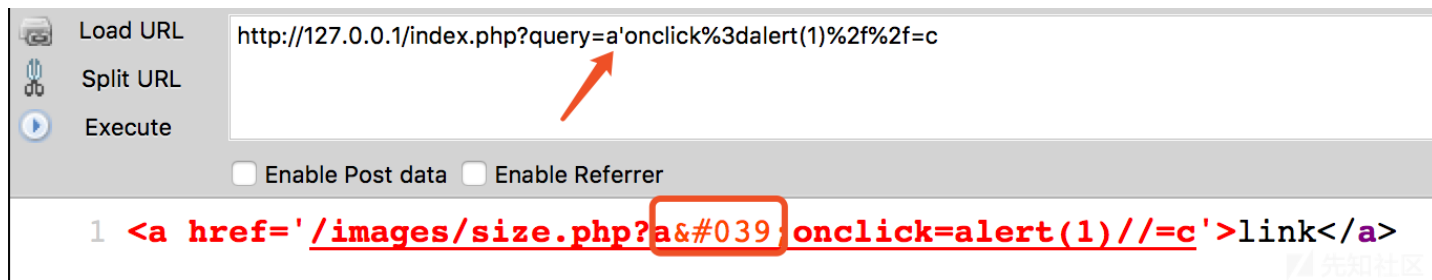 Load URL
http://127.0.0.1/index.php?query=a'onclick%3dalert(1)%2f%2f=c
Split URL
Execute
Enable Post data Enable Referrer
1 <a href='/images/size.php?a&#039;onclick=alert(1)//=c'>link</a>
先知社区